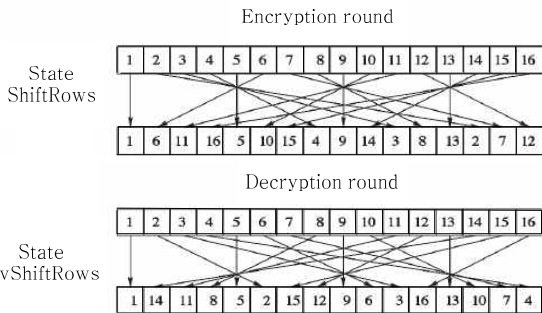 Encryption round
1 2 3 4 5 6 7 8 9 10 11 12 13 14 15 16
State
ShiftRows
1 6 11 16 5 10 15 4 9 14 3 8 13 2 7 12
Decryption round
1 2 3 4 5 6 7 8 9 10 11 12 13 14 15 16
State
vShiftRows
1 14 11 8 5 2 15 12 9 6 3 16 13 10 7 4